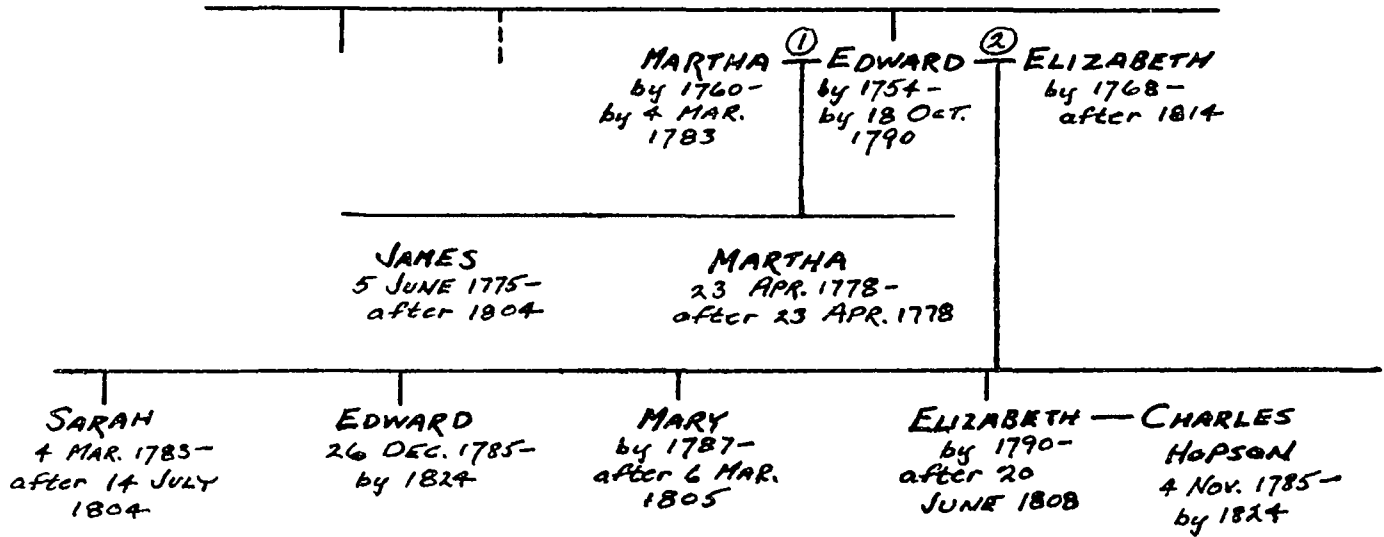 MARTHA ① EDWARD ② ELIZABETH
by 1760-
by 4 MAR.
1783
by 1754-
by 18 OCT.
1790
by 1768-
after 1814
JAMES
5 JUNE 1775-
after 1804
MARTHA
23 APR. 1778-
after 23 APR. 1778
SARAH
4 MAR. 1783-
after 14 JULY
1804
EDWARD
26 DEC. 1785-
by 1824
MARY
by 1787-
after 6 MAR.
1805
ELIZABETH — CHARLES
by 1790-
after 20
JUNE 1808
HOPSON
4 NOV. 1785-
by 1824